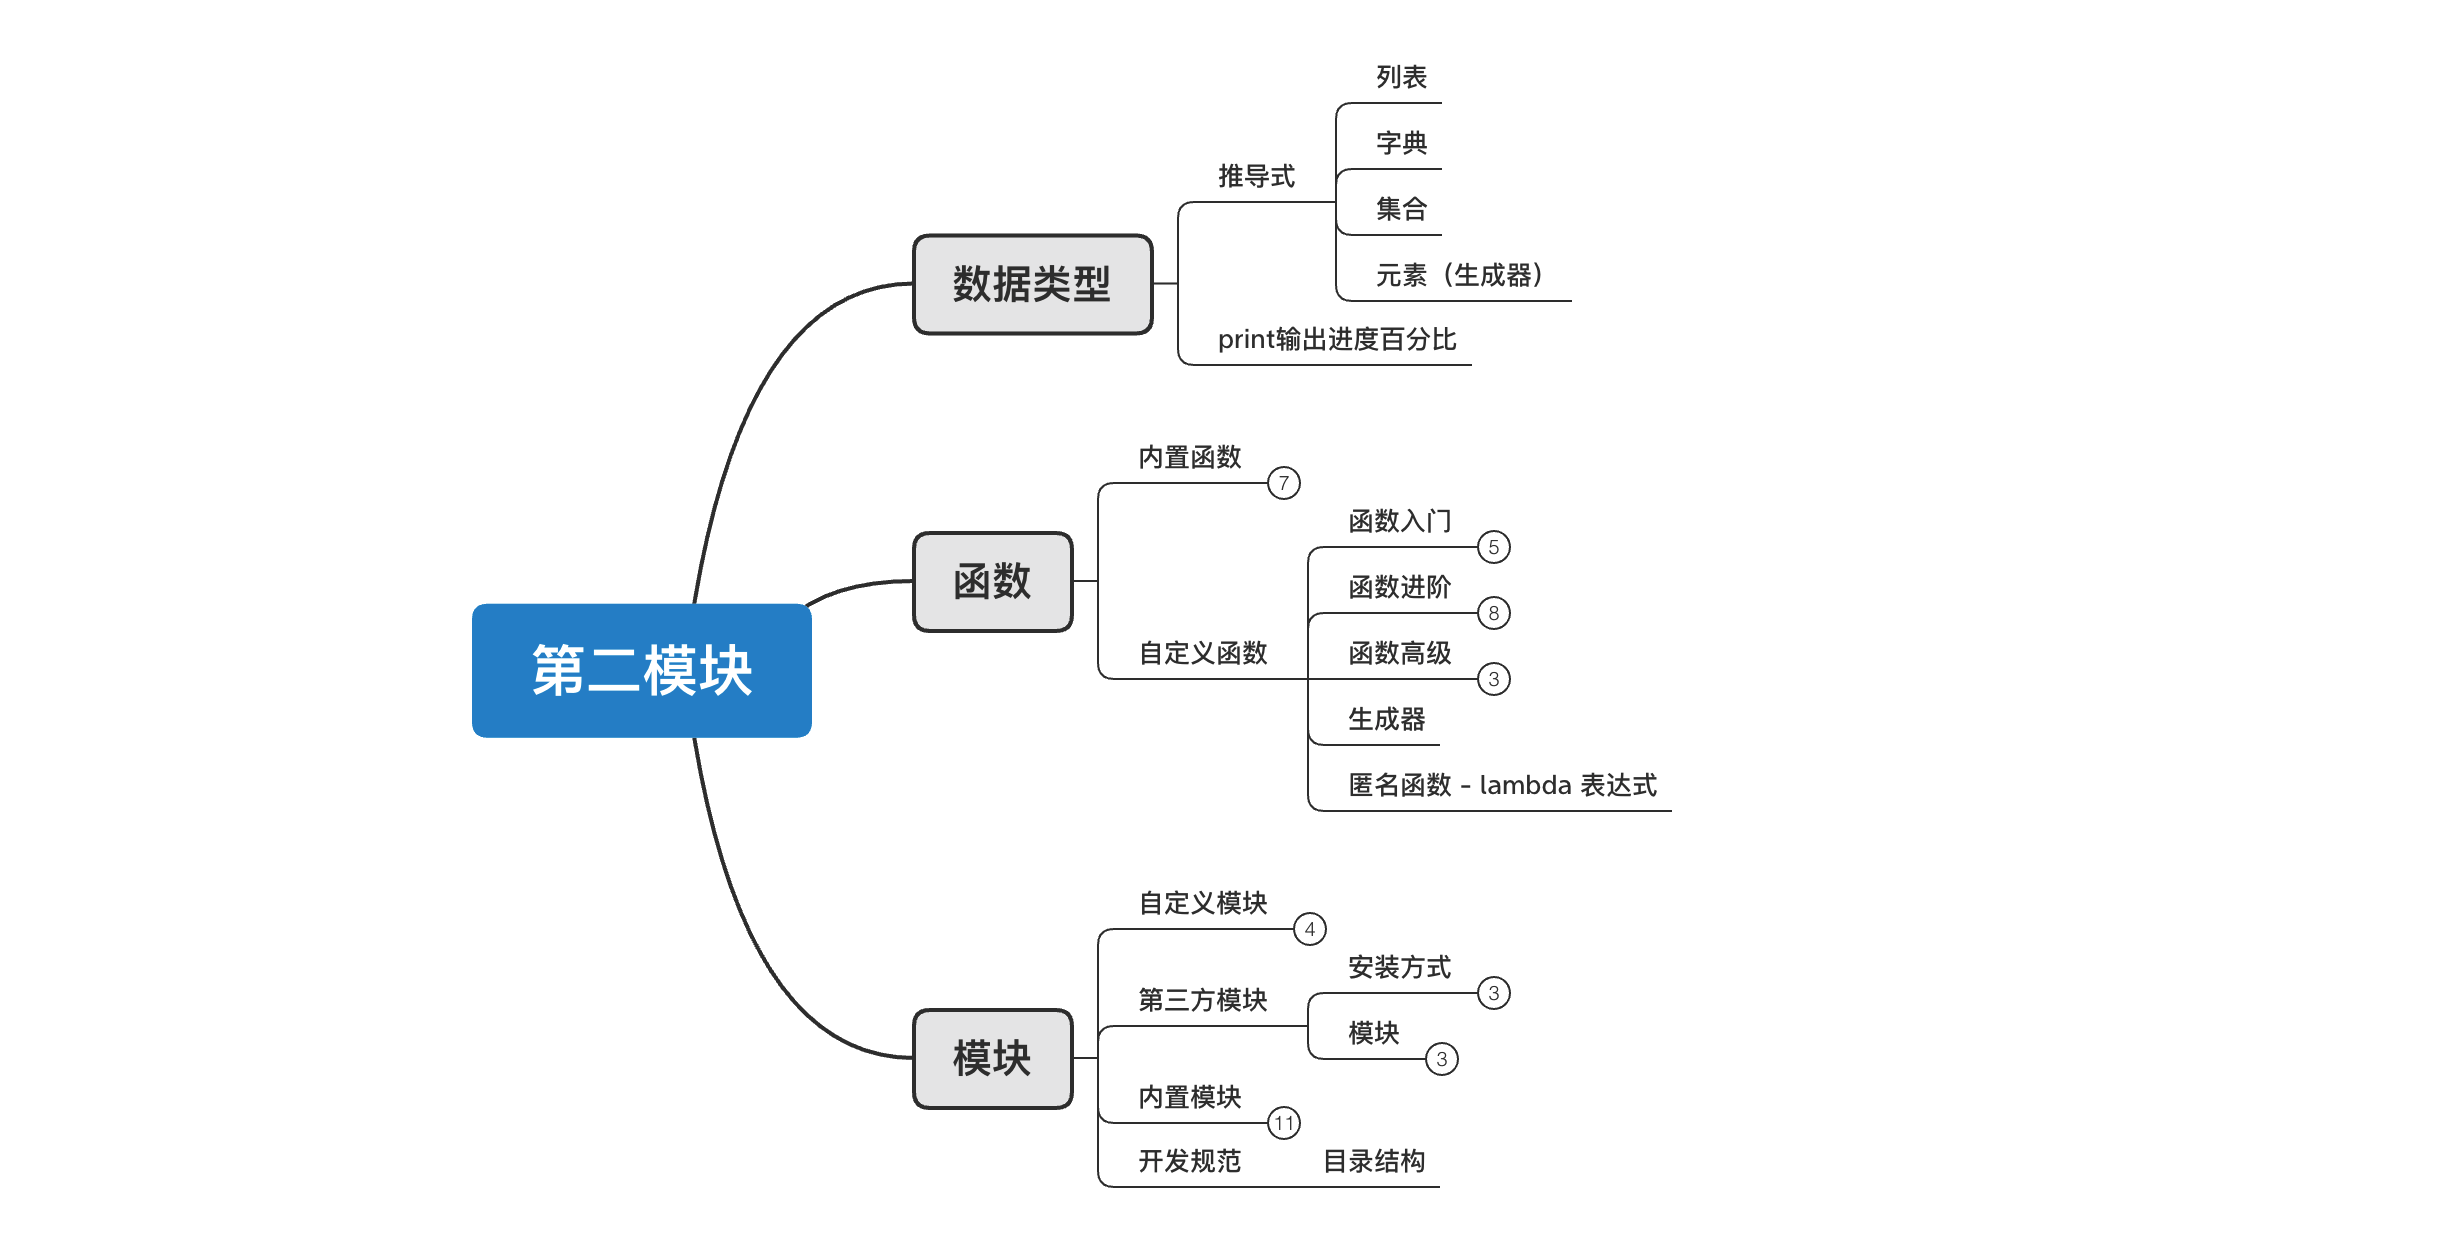 第二模块
数据类型
推导式
列表
字典
集合
元素（生成器）
print输出进度百分比
函数
内置函数
7
自定义函数
函数入门
5
函数进阶
8
函数高级
3
生成器
匿名函数 - lambda 表达式
模块
自定义模块
4
第三方模块
安装方式
3
模块
3
内置模块
11
开发规范
目录结构